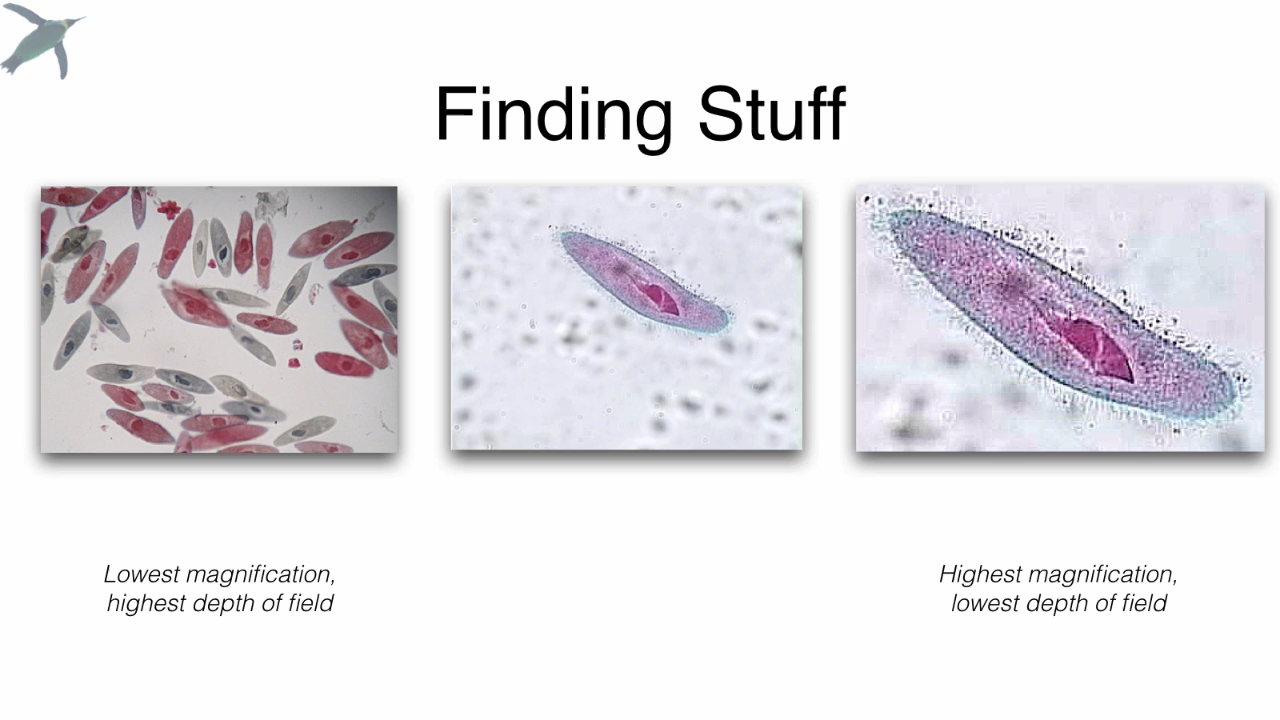 Finding Stuff
Lowest magnification,
highest depth of field
Highest magnification,
lowest depth of field